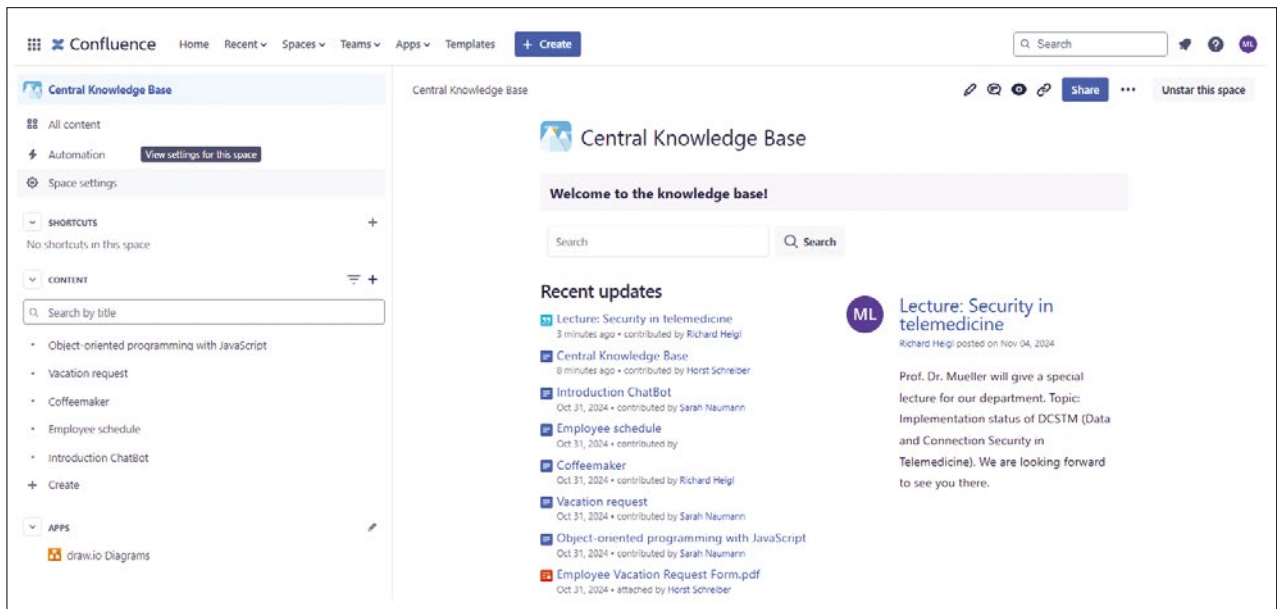 Confluence Home Recent Spaces Teams Apps Templates + Create Search ML
Central Knowledge Base
All content
Automation View settings for this space
Space settings
SHORTCUTS
No shortcuts in this space
CONTENT
Search by title
Object-oriented programming with JavaScript
Vacation request
Coffeemaker
Employee schedule
Introduction ChatBot
+ Create
APPS
draw.io Diagrams
Central Knowledge Base Share ••• Unstar this space
Central Knowledge Base
Welcome to the knowledge base!
Search Search
Recent updates
Lecture: Security in telemedicine
3 minutes ago • contributed by Richard Heigl
Central Knowledge Base
8 minutes ago • contributed by Horst Schreiber
Introduction ChatBot
Oct 31, 2024 • contributed by Sarah Naumann
Employee schedule
Oct 31, 2024 • contributed by
Coffeemaker
Oct 31, 2024 • contributed by Richard Heigl
Vacation request
Oct 31, 2024 • contributed by Sarah Naumann
Object-oriented programming with JavaScript
Oct 31, 2024 • contributed by Sarah Naumann
Employee Vacation Request Form.pdf
Oct 31, 2024 • attached by Horst Schreiber
ML
Lecture: Security in
telemedicine
Richard Heigl posted on Nov 04, 2024
Prof. Dr. Mueller will give a special
lecture for our department. Topic:
Implementation status of DCSTM (Data
and Connection Security in
Telemedicine). We are looking forward
to see you there.